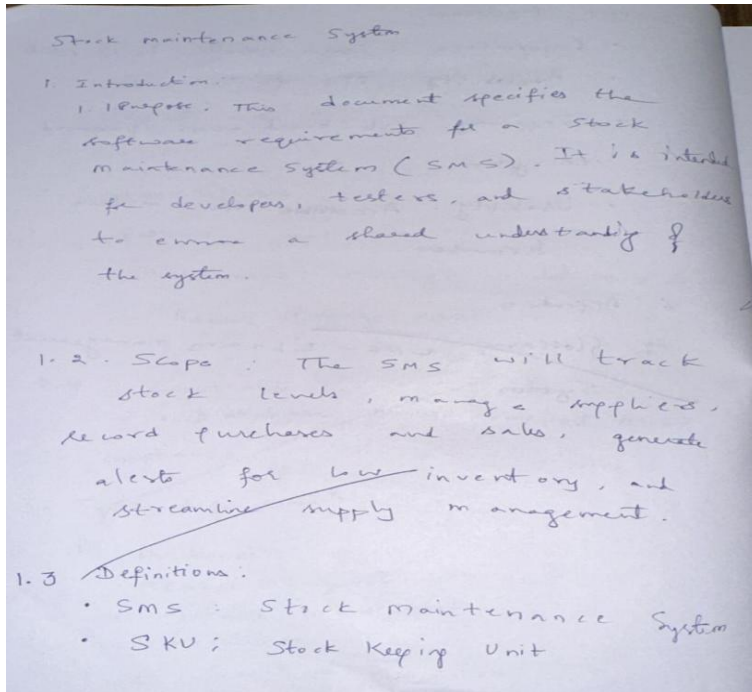 Stock maintenance System
1. Introduction.
1. 1 Purpose. This document specifies the
software requirements for a Stock
maintenance System (SMS). It is intended
for developers, testers, and stakeholders
to ensure a shared understanding of
the system.
1. 2. Scope : The SMS will track
stock levels, manage suppliers,
record purchases and sales, generate
alerts for low inventory, and
streamline supply management.
1. 3 Definitions :
• SMS : Stock Maintenance System
• SKU : Stock Keeping Unit